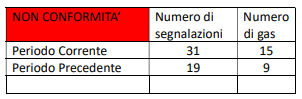 NON CONFORMITA’ Numero di Numero
segnalazioni di gas
Periodo Corrente 31 15
Periodo Precedente 19 9